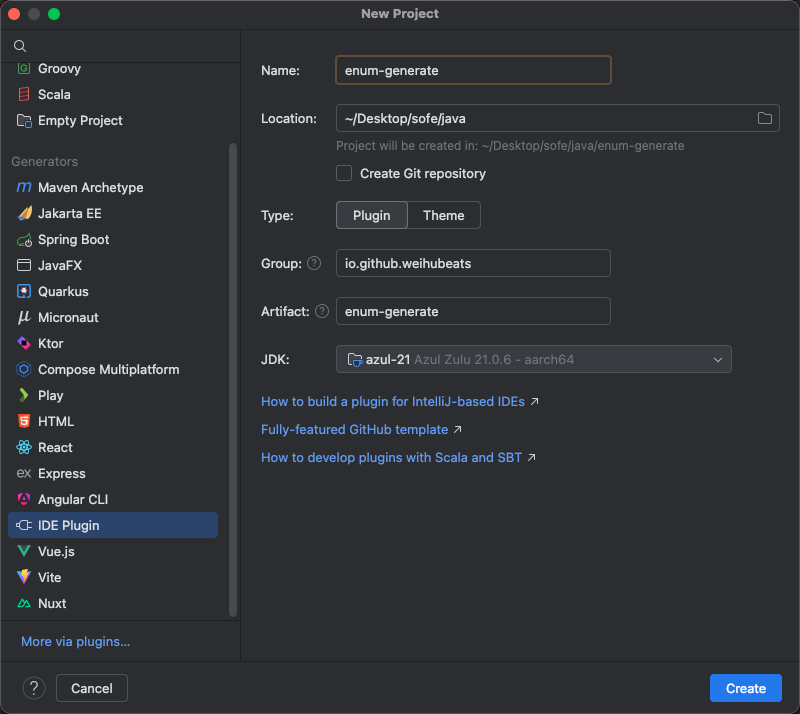 New Project
Groovy
Scala
Empty Project
Generators
Maven Archetype
Jakarta EE
Spring Boot
JavaFX
Quarkus
Micronaut
Ktor
Compose Multiplatform
Play
HTML
React
Express
Angular CLI
IDE Plugin
Vue.js
Vite
Nuxt
More via plugins...
Name: enum-generate
Location: ~/Desktop/sofe/java
Project will be created in: ~/Desktop/sofe/java/enum-generate
Create Git repository
Type: Plugin Theme
Group: ? io.github.weihubeats
Artifact: ? enum-generate
JDK: azul-21 Azul Zulu 21.0.6 - aarch64
How to build a plugin for IntelliJ-based IDEs ↗
Fully-featured GitHub template ↗
How to develop plugins with Scala and SBT ↗
? Cancel Create